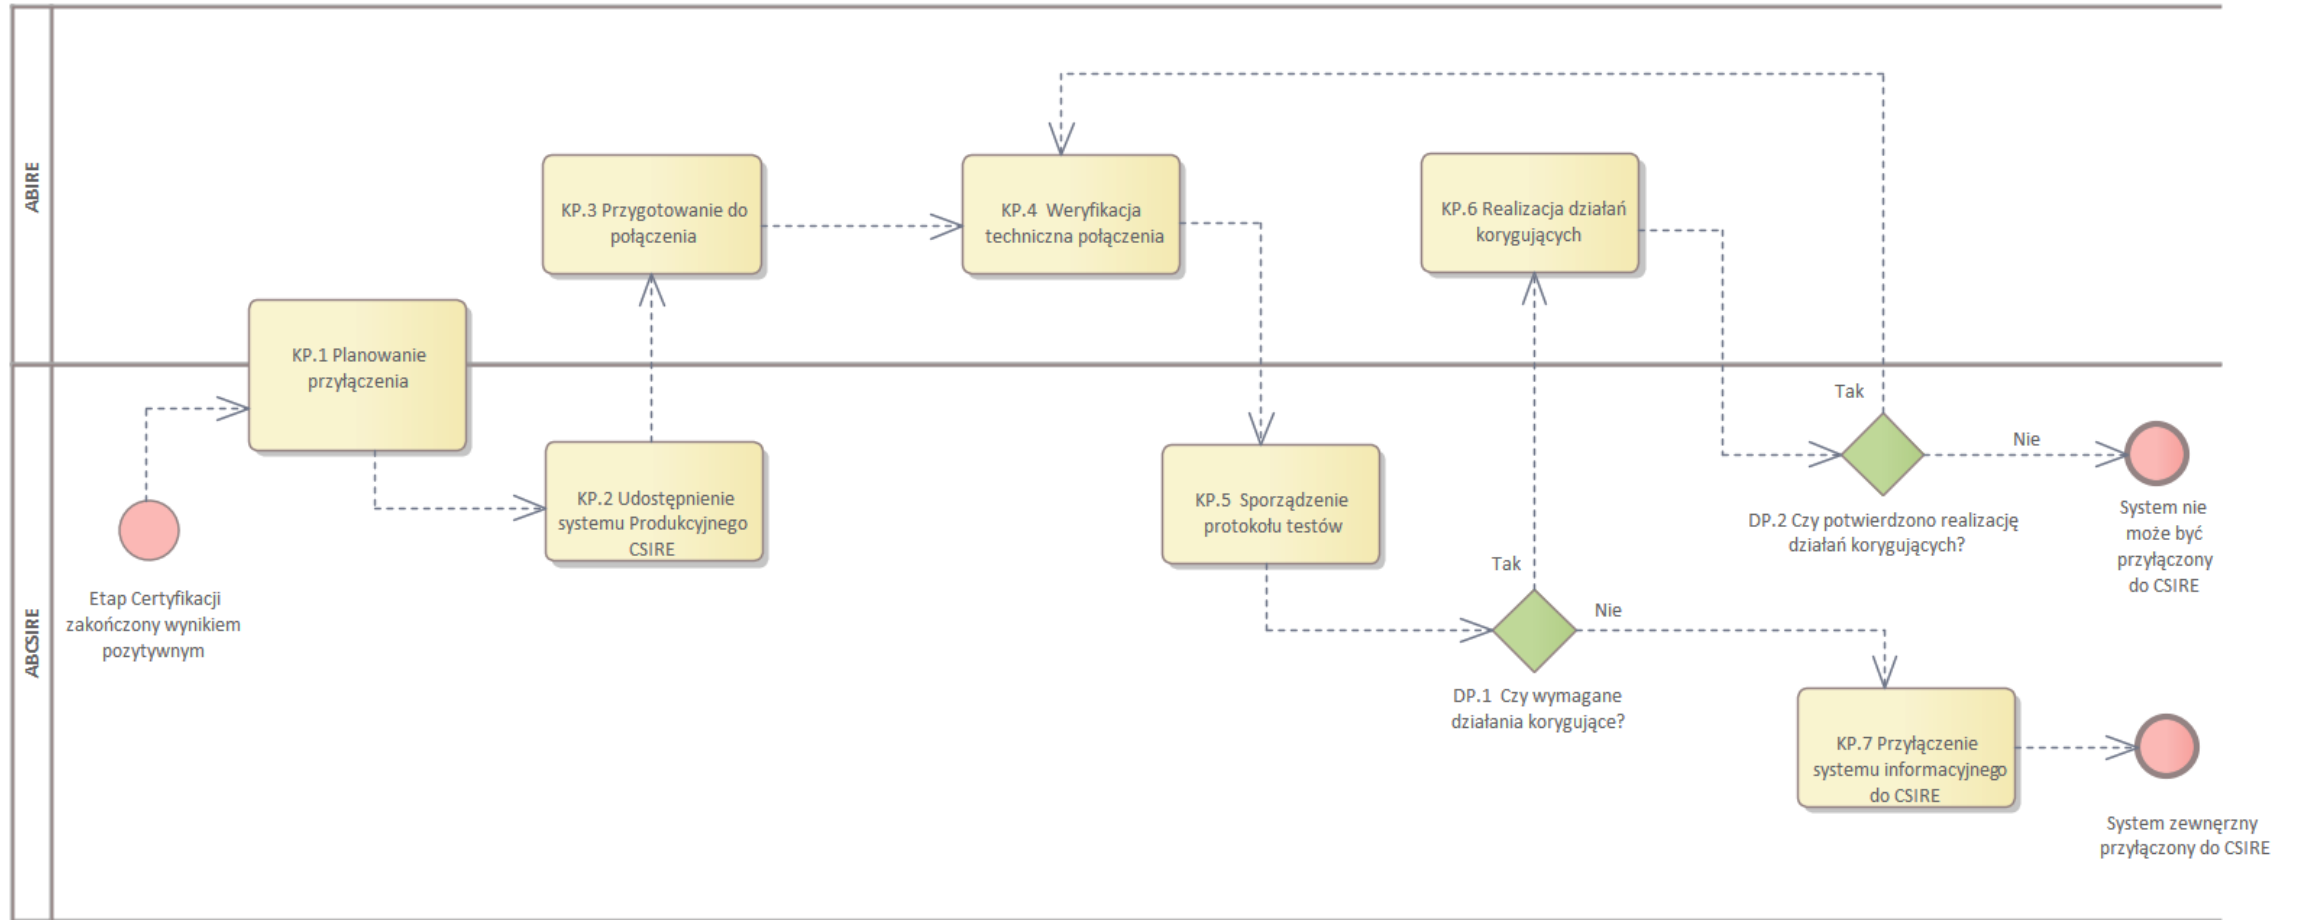 ABIRE
KP.3 Przygotowanie do
połączenia
KP.4 Weryfikacja
techniczna połączenia
KP.6 Realizacja działań
korygujących
KP.1 Planowanie
przyłączenia
ABCSIRE
Etap Certyfikacji
zakończony wynikiem
pozytywnym
KP.2 Udostępnienie
systemu Produkcyjnego
CSIRE
KP.5 Sporządzenie
protokołu testów
Tak
Nie
DP.1 Czy wymagane
działania korygujące?
Tak
Nie
DP.2 Czy potwierdzono realizację
działań korygujących?
System nie
może być
przyłączony
do CSIRE
KP.7 Przyłączenie
systemu informacyjnego
do CSIRE
System zewnęrzny
przyłączony do CSIRE